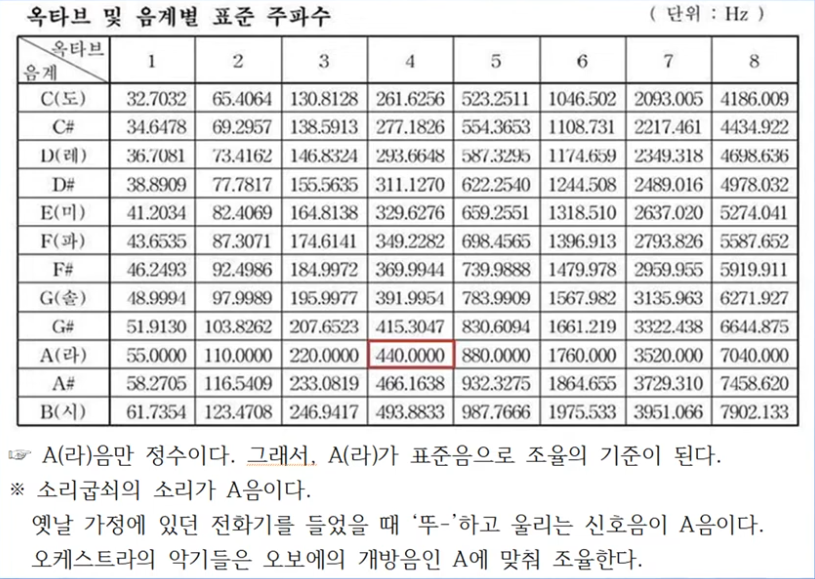 옥타브 및 음계별 표준 주파수 ( 단위 : Hz )
옥타브 음계 1 2 3 4 5 6 7 8
C(도) 32.7032 65.4064 130.8128 261.6256 523.2511 1046.502 2093.005 4186.009
C# 34.6478 69.2957 138.5913 277.1826 554.3653 1108.731 2217.461 4434.922
D(레) 36.7081 73.4162 146.8324 293.6648 587.3295 1174.659 2349.318 4698.636
D# 38.8909 77.7817 155.5635 311.1270 622.2540 1244.508 2489.016 4978.032
E(미) 41.2034 82.4069 164.8138 329.6276 659.2551 1318.510 2637.020 5274.041
F(파) 43.6535 87.3071 174.6141 349.2282 698.4565 1396.913 2793.826 5587.652
F# 46.2493 92.4986 184.9972 369.9944 739.9888 1479.978 2959.955 5919.911
G(솔) 48.9994 97.9989 195.9977 391.9954 783.9909 1567.982 3135.963 6271.927
G# 51.9130 103.8262 207.6523 415.3047 830.6094 1661.219 3322.438 6644.875
A(라) 55.0000 110.0000 220.0000 440.0000 880.0000 1760.000 3520.000 7040.000
A# 58.2705 116.5409 233.0819 466.1638 932.3275 1864.655 3729.310 7458.620
B(시) 61.7354 123.4708 246.9417 493.8833 987.7666 1975.533 3951.066 7902.133
☞ A(라)음만 정수이다. 그래서, A(라)가 표준음으로 조율의 기준이 된다.
※ 소리굽쇠의 소리가 A음이다.
옛날 가정에 있던 전화기를 들었을 때 ‘뚜-’하고 울리는 신호음이 A음이다.
오케스트라의 악기들은 오보에의 개방음인 A에 맞춰 조율한다.